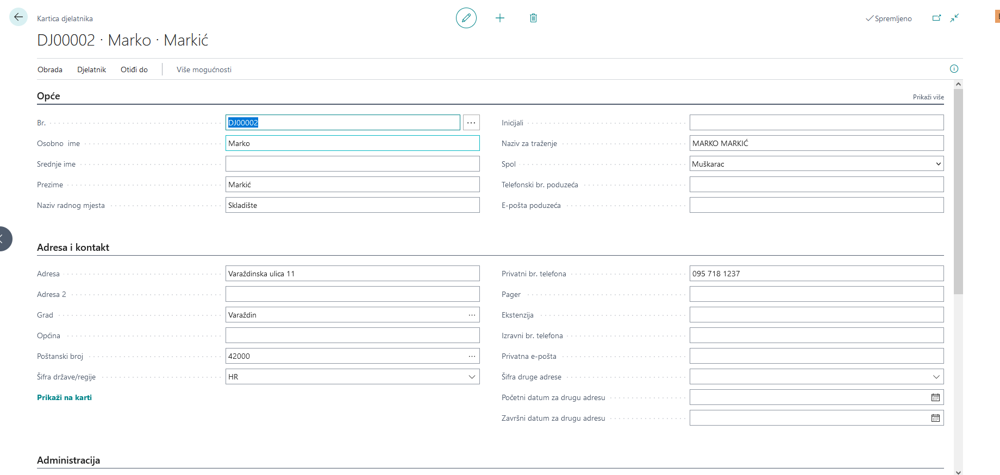 Kartica djelatnika
Spremljeno
DJ00002 · Marko · Markić
Obrada Djelatnik Otiđi do Više mogućnosti
Opće
Prikaži više
Br. DJ00002
Osobno ime Marko
Srednje ime
Prezime Markić
Naziv radnog mjesta Skladište
Inicijali
Naziv za traženje MARKO MARKIĆ
Spol Muškarac
Telefonski br. poduzeća
E-pošta poduzeća
Adresa i kontakt
Adresa Varaždinska ulica 11
Adresa 2
Grad Varaždin
Općina
Poštanski broj 42000
Šifra države/regije HR
Prikaži na karti
Privatni br. telefona 095 718 1237
Pager
Ekstenzija
Izravni br. telefona
Privatna e-pošta
Šifra druge adrese
Početni datum za drugu adresu
Završni datum za drugu adresu
Administracija